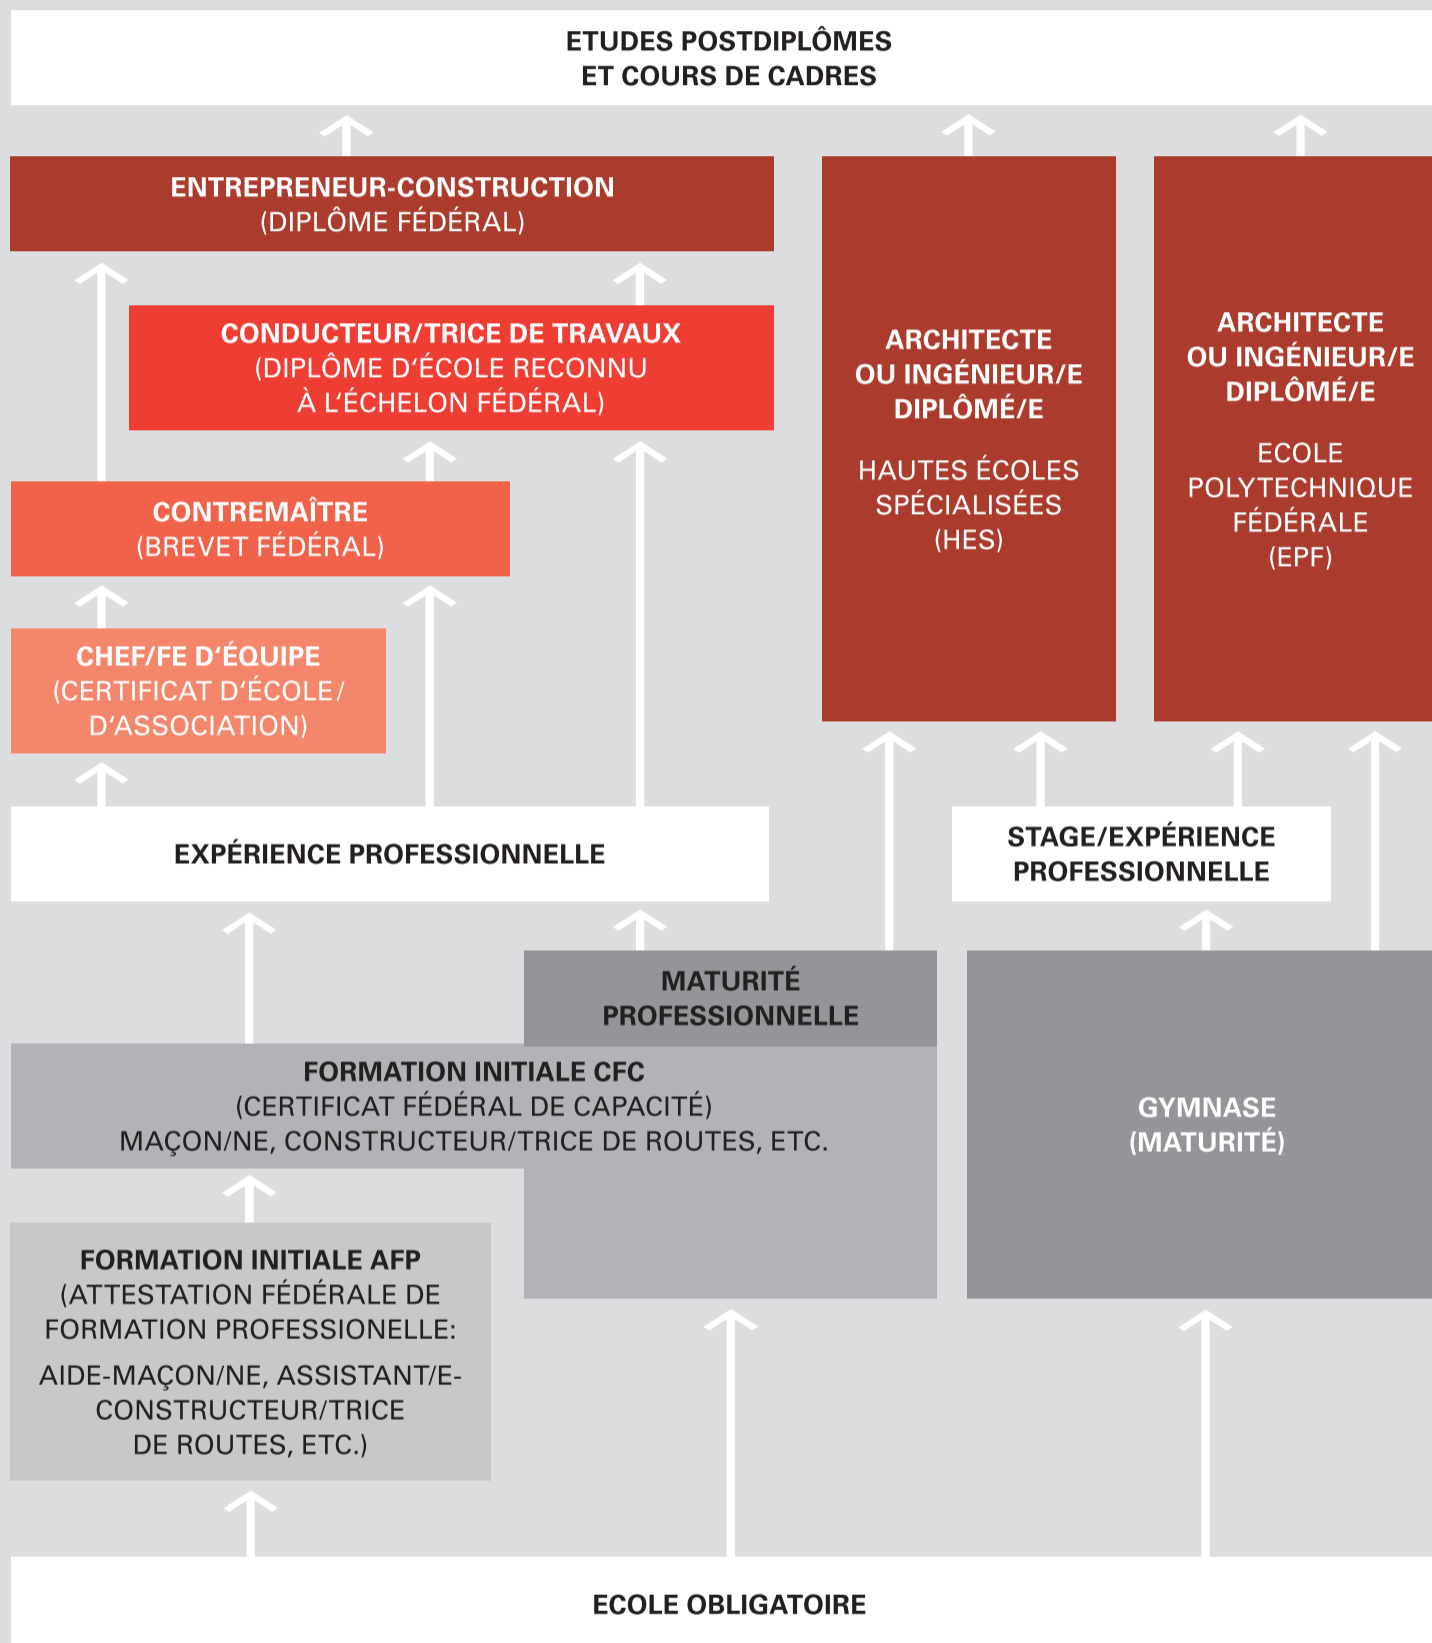 ETUDES POSTDIPLÔMES
ET COURS DE CADRES
ENTREPRENEUR-CONSTRUCTION
(DIPLÔME FÉDÉRAL)
CONDUCTEUR/TRICE DE TRAVAUX
(DIPLÔME D‘ÉCOLE RECONNU
À L‘ÉCHELON FÉDÉRAL)
CONTREMAÎTRE
(BREVET FÉDÉRAL)
CHEF/FE D‘ÉQUIPE
(CERTIFICAT D‘ÉCOLE/
D‘ASSOCIATION)
ARCHITECTE
OU INGÉNIEUR/E
DIPLÔMÉ/E
HAUTES ÉCOLES
SPÉCIALISÉES
(HES)
ARCHITECTE
OU INGÉNIEUR/E
DIPLÔMÉ/E
ECOLE
POLYTECHNIQUE
FÉDÉRALE
(EPF)
EXPÉRIENCE PROFESSIONNELLE
STAGE/EXPÉRIENCE
PROFESSIONNELLE
MATURITÉ
PROFESSIONNELLE
FORMATION INITIALE CFC
(CERTIFICAT FÉDÉRAL DE CAPACITÉ)
MAÇON/NE, CONSTRUCTEUR/TRICE DE ROUTES, ETC.
GYMNASE
(MATURITÉ)
FORMATION INITIALE AFP
(ATTESTATION FÉDÉRALE DE
FORMATION PROFESSIONELLE:
AIDE-MAÇON/NE, ASSISTANT/E-
CONSTRUCTEUR/TRICE
DE ROUTES, ETC.)
ECOLE OBLIGATOIRE